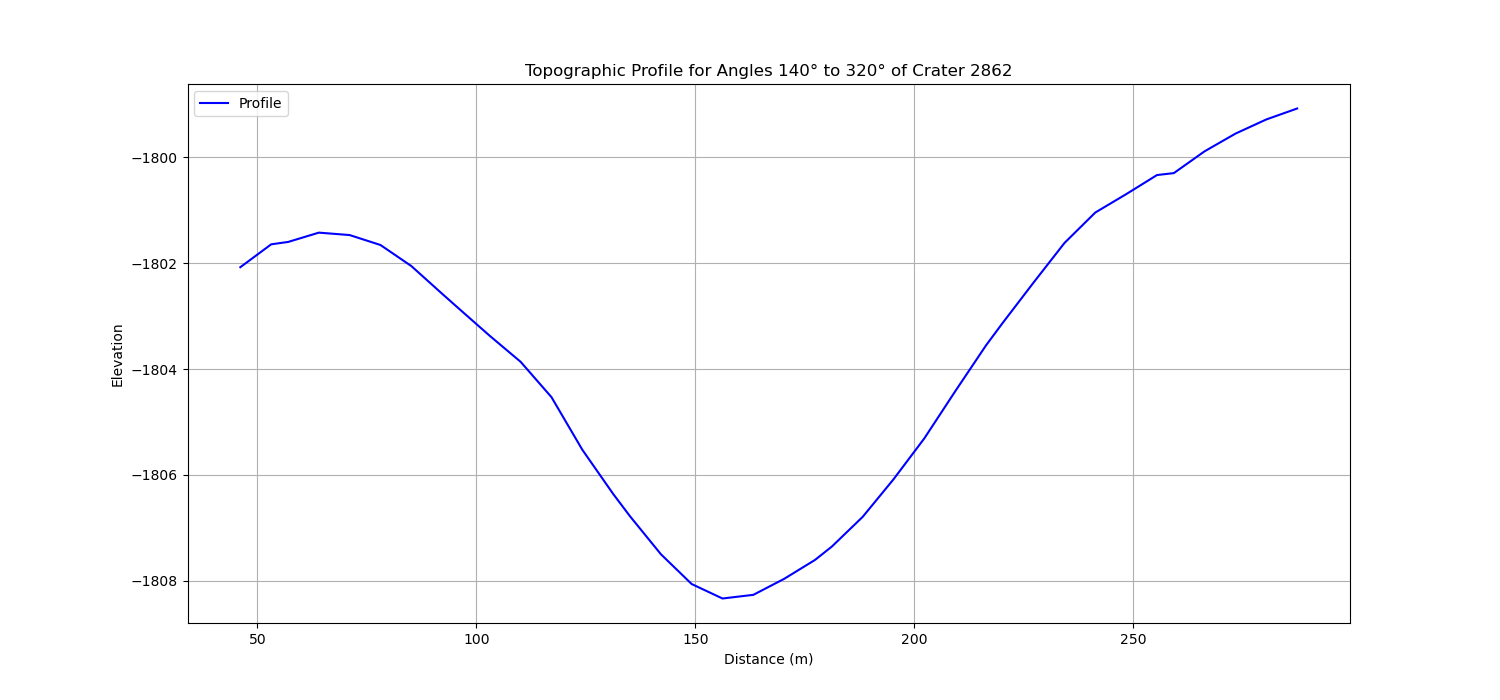 Topographic Profile for Angles 140° to 320° of Crater 2862
Profile
−1800
−1802
−1804
−1806
−1808
Elevation
50
100
150
200
250
Distance (m)